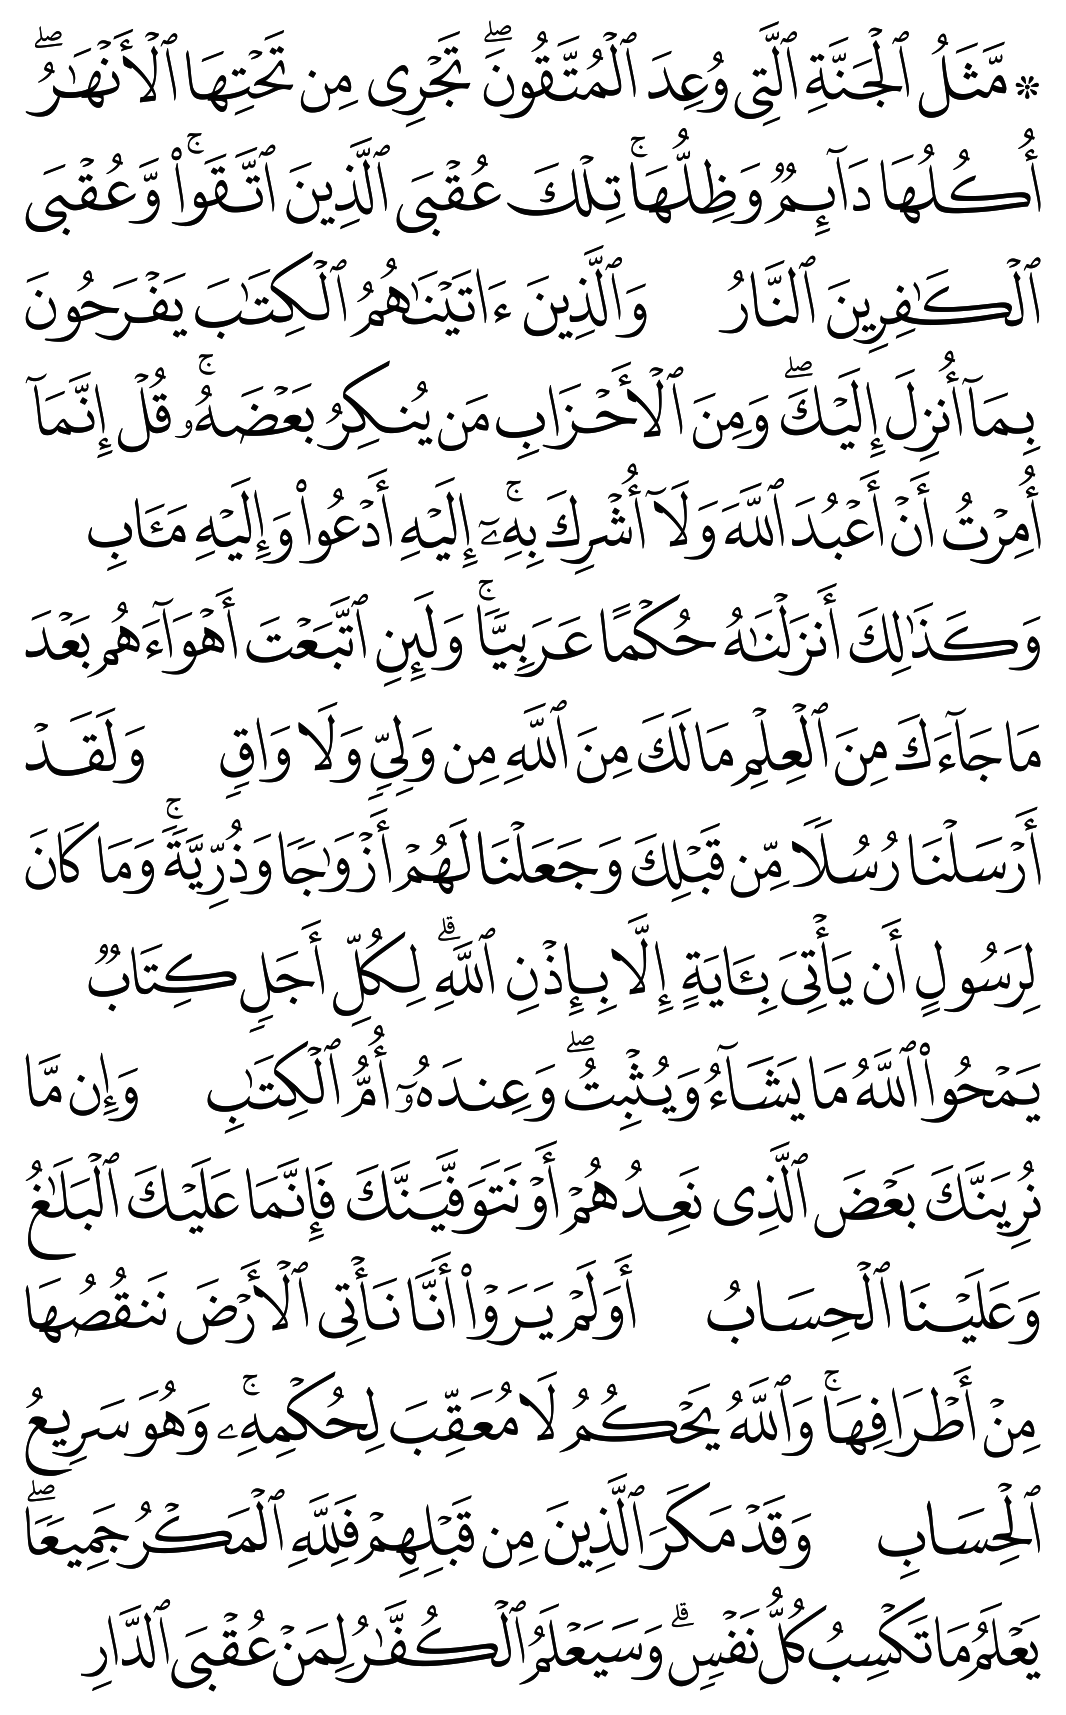 ۞ مَّثَلُ ٱلْجَنَّةِ ٱلَّتِى وُعِدَ ٱلْمُتَّقُونَ ۖ تَجْرِى مِن تَحْتِهَا ٱلْأَنْهَٰرُ ۖ
أُكُلُهَا دَآئِمٌ وَظِلُّهَا ۚ تِلْكَ عُقْبَى ٱلَّذِينَ ٱتَّقَوا۟ ۚ وَّعُقْبَى
ٱلْكَٰفِرِينَ ٱلنَّارُ وَٱلَّذِينَ ءَاتَيْنَٰهُمُ ٱلْكِتَٰبَ يَفْرَحُونَ
بِمَآ أُنزِلَ إِلَيْكَ ۖ وَمِنَ ٱلْأَحْزَابِ مَن يُنكِرُ بَعْضَهُۥ ۚ قُلْ إِنَّمَآ
أُمِرْتُ أَنْ أَعْبُدَ ٱللَّهَ وَلَآ أُشْرِكَ بِهِۦٓ ۚ إِلَيْهِ أَدْعُوا۟ وَإِلَيْهِ مَـَٔابِ
وَكَذَٰلِكَ أَنزَلْنَٰهُ حُكْمًا عَرَبِيًّا ۚ وَلَئِنِ ٱتَّبَعْتَ أَهْوَآءَهُم بَعْدَ
مَا جَآءَكَ مِنَ ٱلْعِلْمِ مَا لَكَ مِنَ ٱللَّهِ مِن وَلِىٍّ وَلَا وَاقٍ وَلَقَدْ
أَرْسَلْنَا رُسُلًا مِّن قَبْلِكَ وَجَعَلْنَا لَهُمْ أَزْوَٰجًا وَذُرِّيَّةً ۚ وَمَا كَانَ
لِرَسُولٍ أَن يَأْتِىَ بِـَٔايَةٍ إِلَّا بِإِذْنِ ٱللَّهِ ۗ لِكُلِّ أَجَلٍ كِتَابٌ
يَمْحُوا۟ ٱللَّهُ مَا يَشَآءُ وَيُثْبِتُ ۖ وَعِندَهُۥٓ أُمُّ ٱلْكِتَٰبِ وَإِن مَّا
نُرِيَنَّكَ بَعْضَ ٱلَّذِى نَعِدُهُمْ أَوْ نَتَوَفَّيَنَّكَ فَإِنَّمَا عَلَيْكَ ٱلْبَلَٰغُ
وَعَلَيْنَا ٱلْحِسَابُ أَوَلَمْ يَرَوْا۟ أَنَّا نَأْتِى ٱلْأَرْضَ نَنقُصُهَا
مِنْ أَطْرَافِهَا ۚ وَٱللَّهُ يَحْكُمُ لَا مُعَقِّبَ لِحُكْمِهِۦ ۚ وَهُوَ سَرِيعُ
ٱلْحِسَابِ وَقَدْ مَكَرَ ٱلَّذِينَ مِن قَبْلِهِمْ فَلِلَّهِ ٱلْمَكْرُ جَمِيعًا ۖ
يَعْلَمُ مَا تَكْسِبُ كُلُّ نَفْسٍ ۗ وَسَيَعْلَمُ ٱلْكُفَّٰرُ لِمَنْ عُقْبَى ٱلدَّارِ